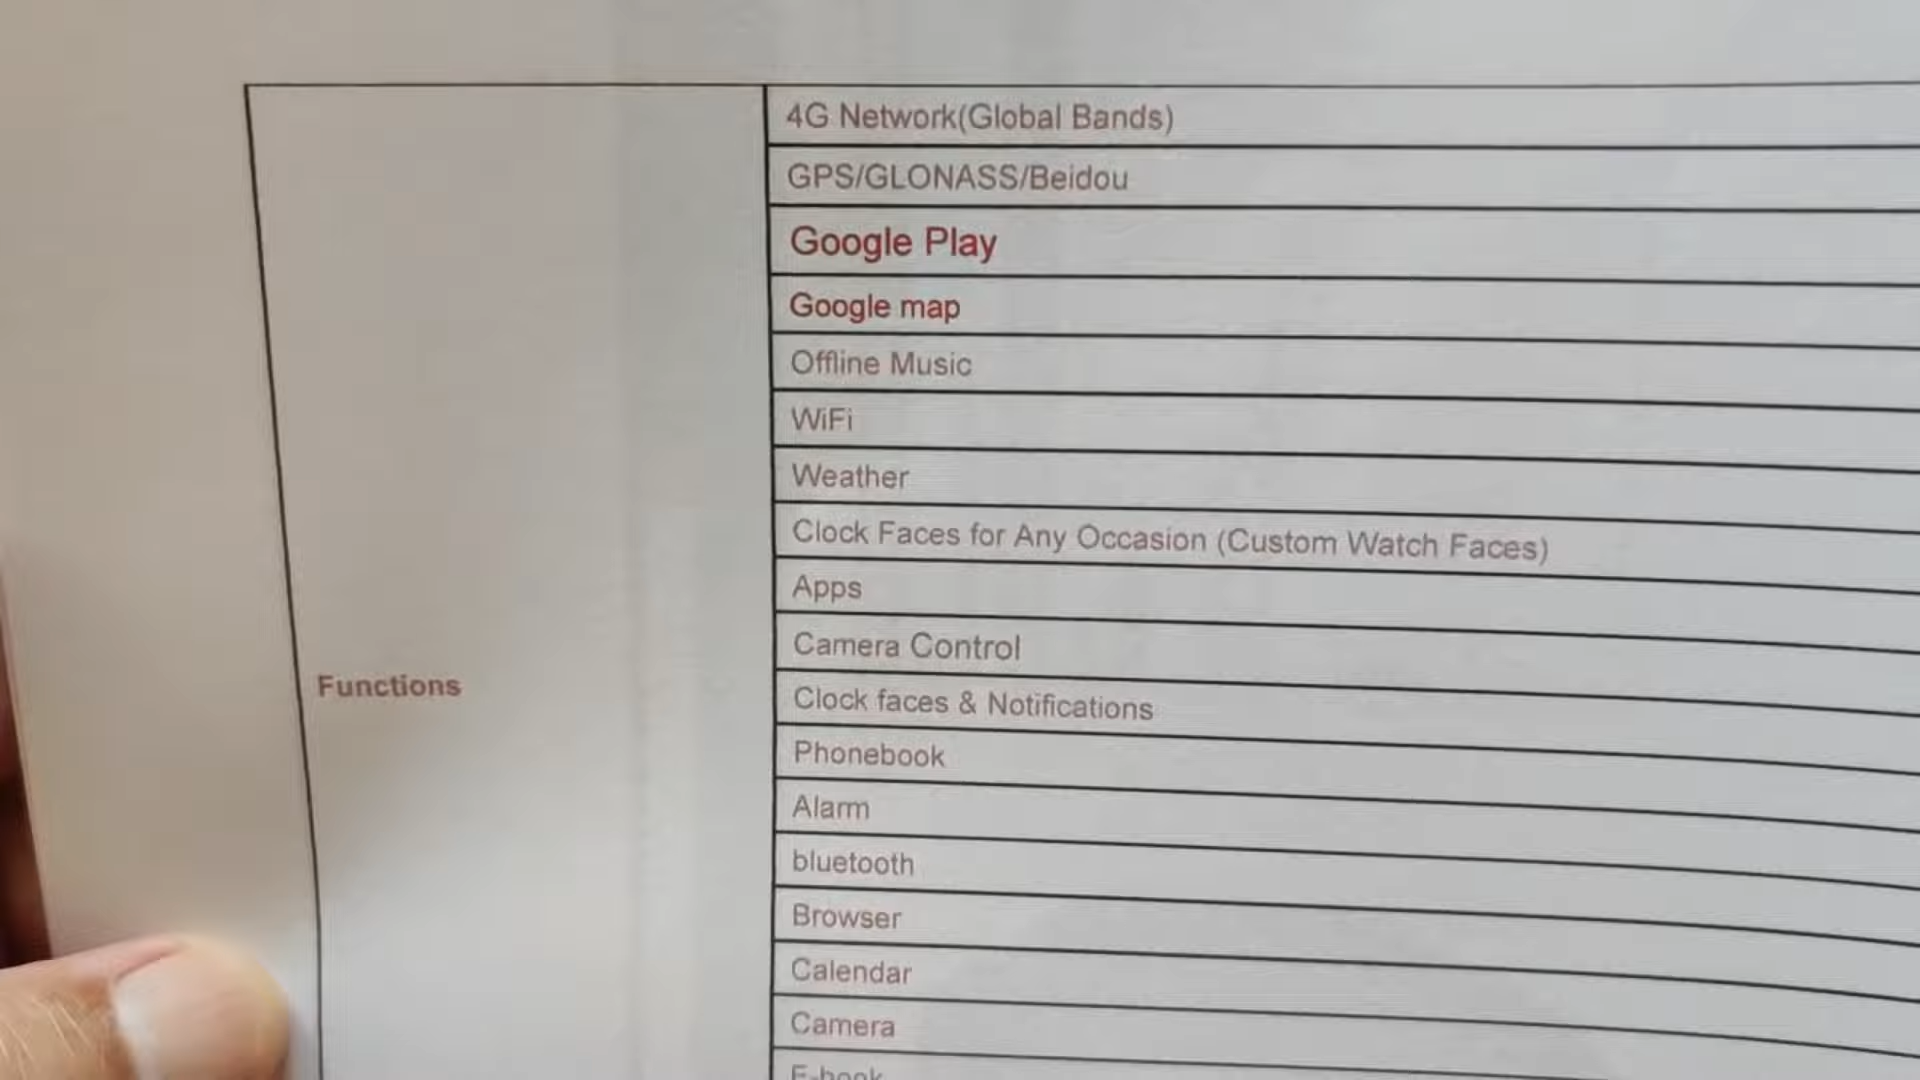 4G Network(Global Bands)
GPS/GLONASS/Beidou
Google Play
Google map
Offline Music
WiFi
Weather
Clock Faces for Any Occasion (Custom Watch Faces)
Apps
Camera Control
Functions
Clock faces & Notifications
Phonebook
Alarm
bluetooth
Browser
Calendar
Camera
E-book